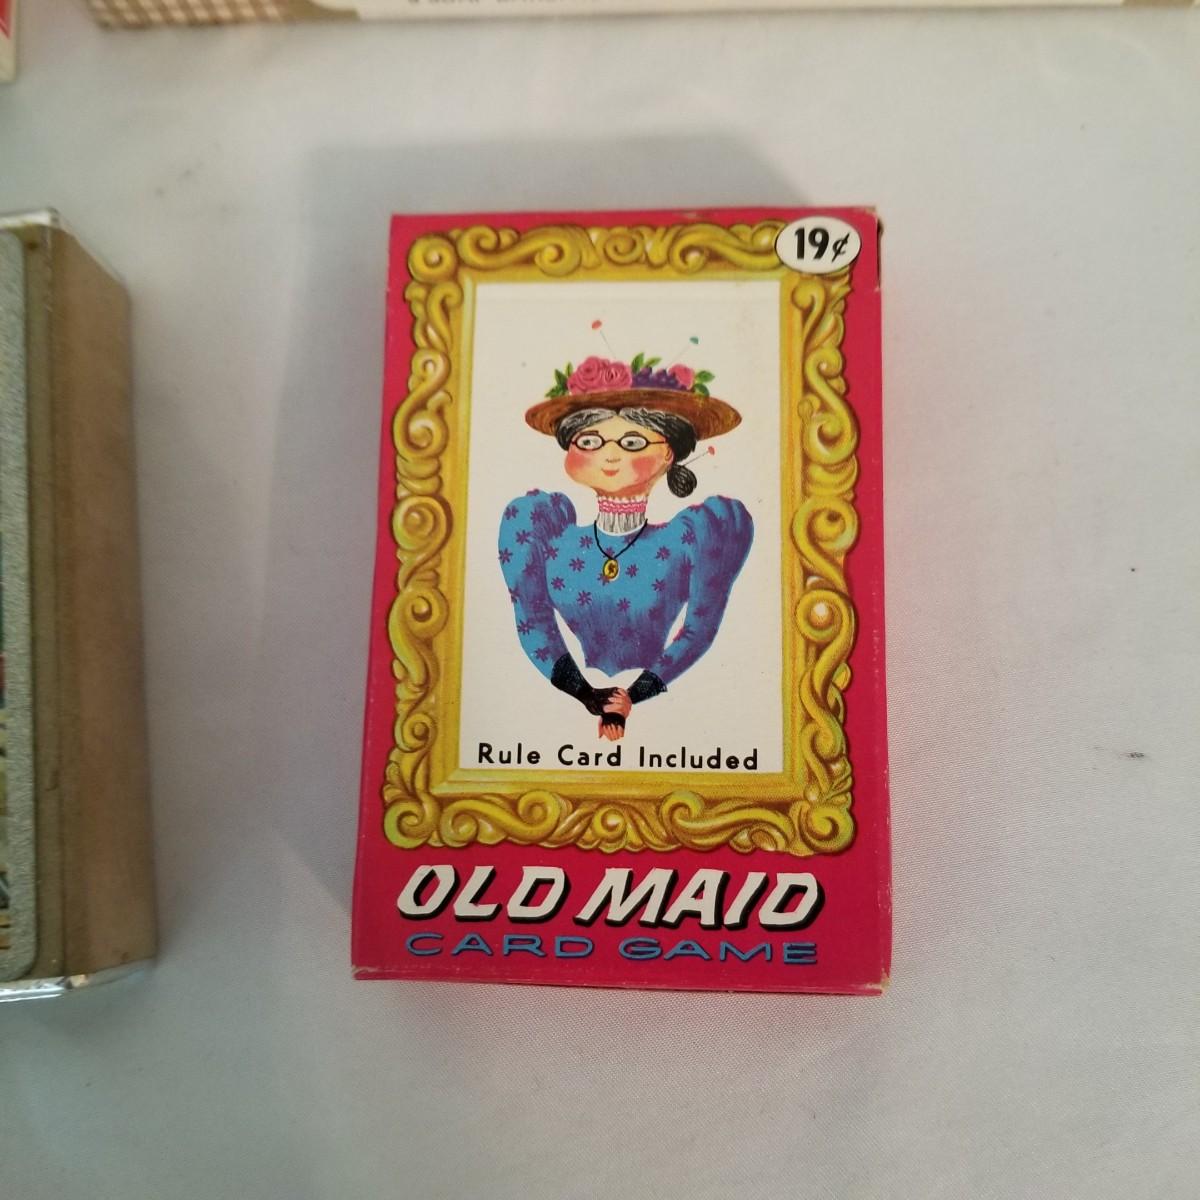 19¢
Rule Card Included
OLD MAID
CARD GAME